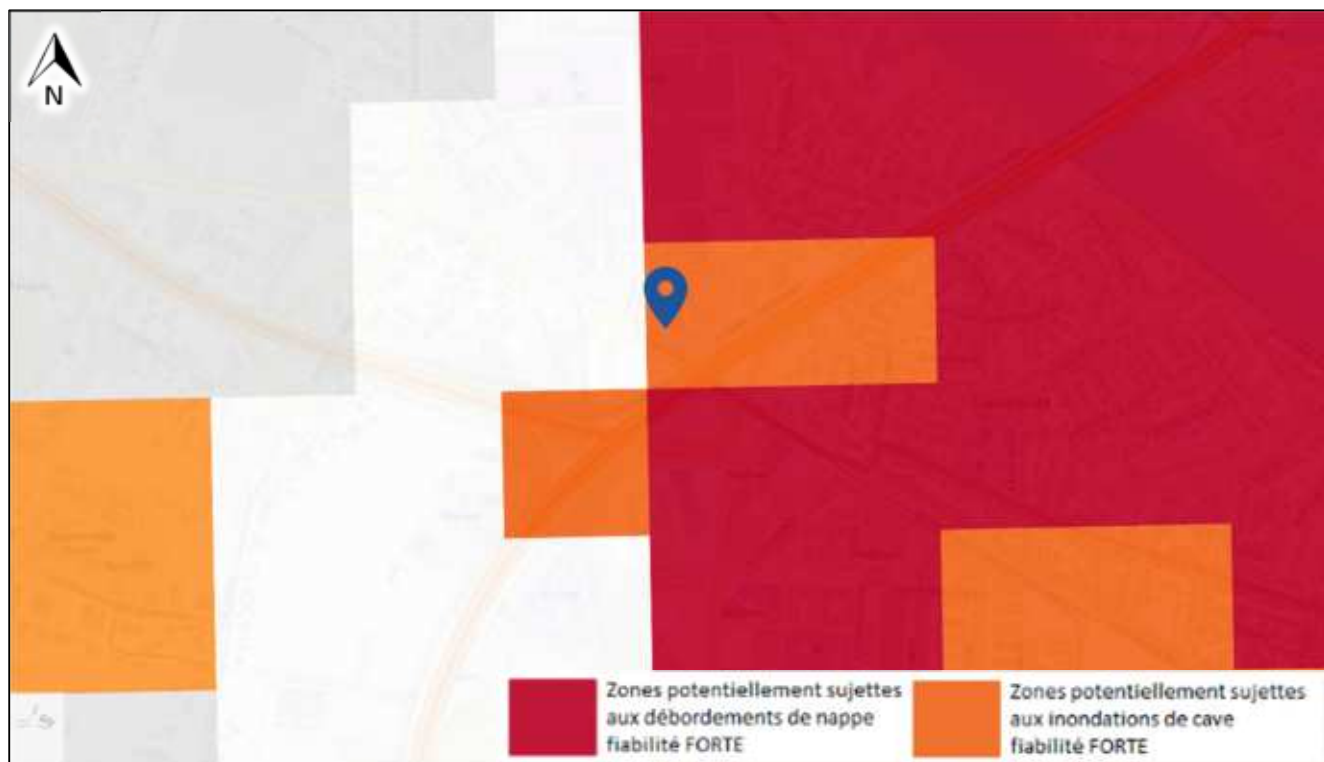 N
Zones potentiellement sujettes
aux débordements de nappe
fiabilité FORTE
Zones potentiellement sujettes
aux inondations de cave
fiabilité FORTE